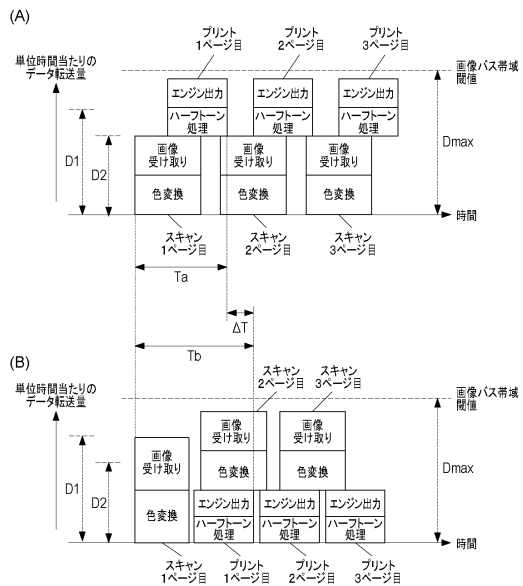 (A)
プリント
1ページ目
プリント
2ページ目
プリント
3ページ目
単位時間当たりの
データ転送量
画像バス帯域
閾値
エンジン出力
エンジン出力
エンジン出力
ハーフトーン
処理
ハーフトーン
処理
ハーフトーン
処理
D1
D2
Dmax
画像
受け取り
画像
受け取り
画像
受け取り
色変換
色変換
色変換
時間
スキャン
1ページ目
スキャン
2ページ目
スキャン
3ページ目
Ta
ΔT
Tb
(B)
スキャン
2ページ目
スキャン
3ページ目
単位時間当たりの
データ転送量
画像バス帯域
閾値
画像
受け取り
画像
受け取り
画像
受け取り
D1
D2
Dmax
色変換
色変換
色変換
エンジン出力
エンジン出力
エンジン出力
ハーフトーン
処理
ハーフトーン
処理
ハーフトーン
処理
時間
スキャン
1ページ目
プリント
1ページ目
プリント
2ページ目
プリント
3ページ目